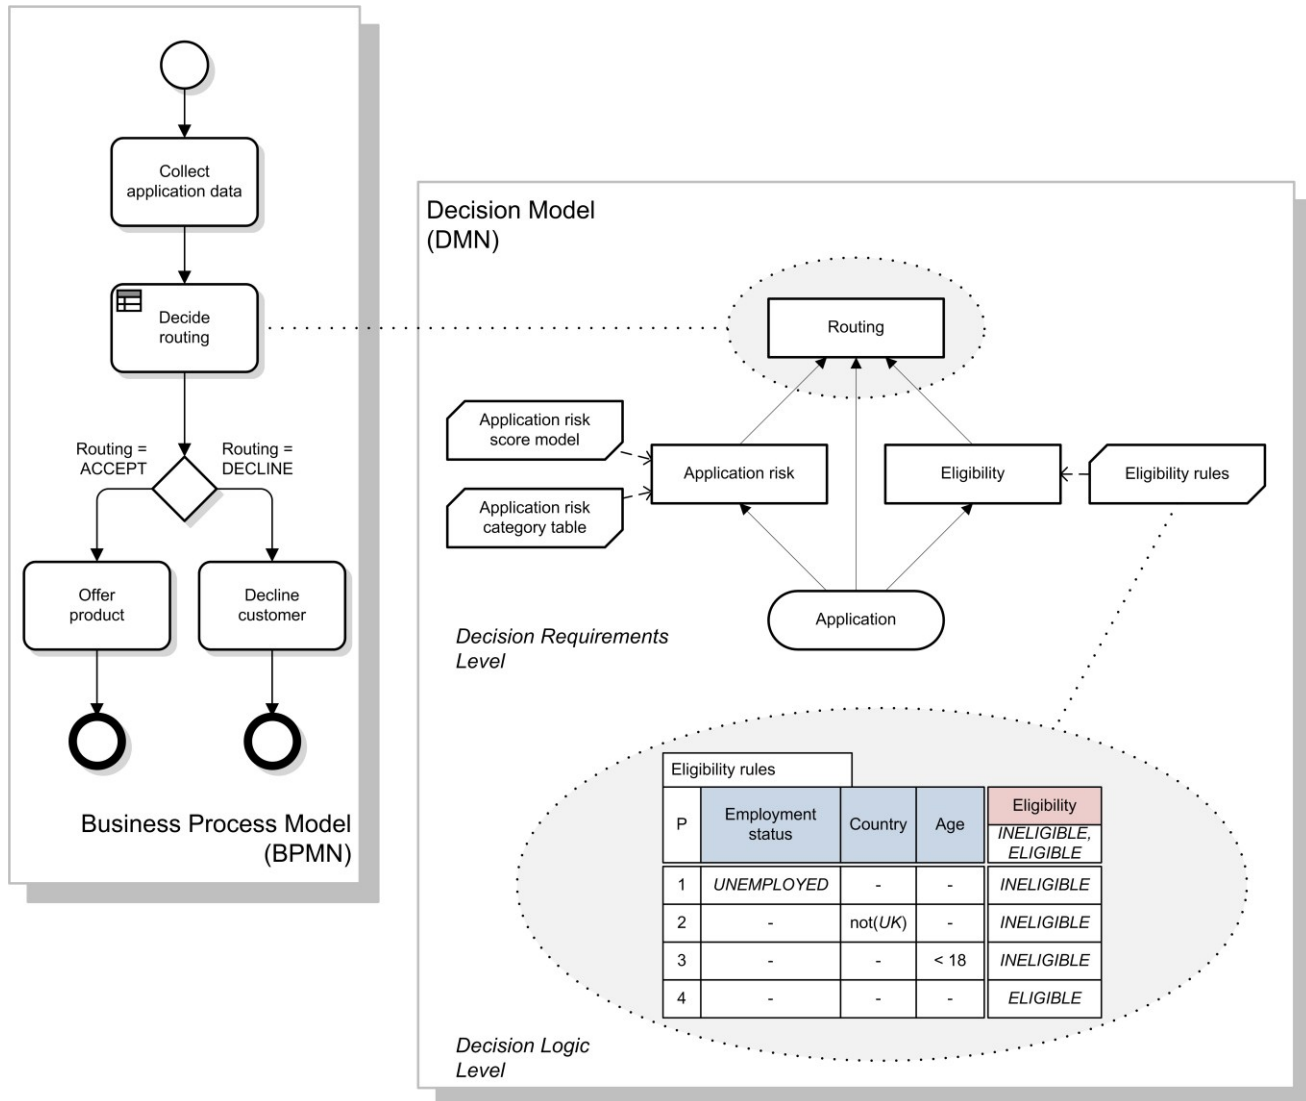 Collect
application data
Decide
routing
Routing =
ACCEPT
Routing =
DECLINE
Offer
product
Decline
customer
Business Process Model
(BPMN)
Decision Model
(DMN)
Routing
Application risk
score model
Application risk
Eligibility
Eligibility rules
Application risk
category table
Application
Decision Requirements
Level
Eligibility rules
P Employment status Country Age Eligibility
INELIGIBLE,
ELIGIBLE
1 UNEMPLOYED - - INELIGIBLE
2 - not(UK) - INELIGIBLE
3 - - < 18 INELIGIBLE
4 - - - ELIGIBLE
Decision Logic
Level